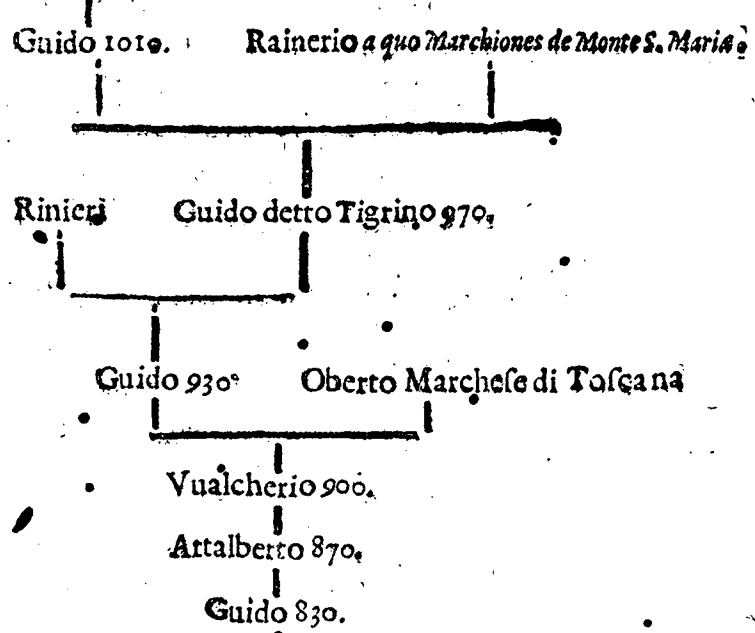 Guido 1010. Rainerio a quo Marchiones de Monte S. Mariæ.
Rinieri Guido detto Tigrino 970.
Guido 930. Oberto Marcheſe di Toſcana
Vualcherio 900.
Attalberto 870.
Guido 830.